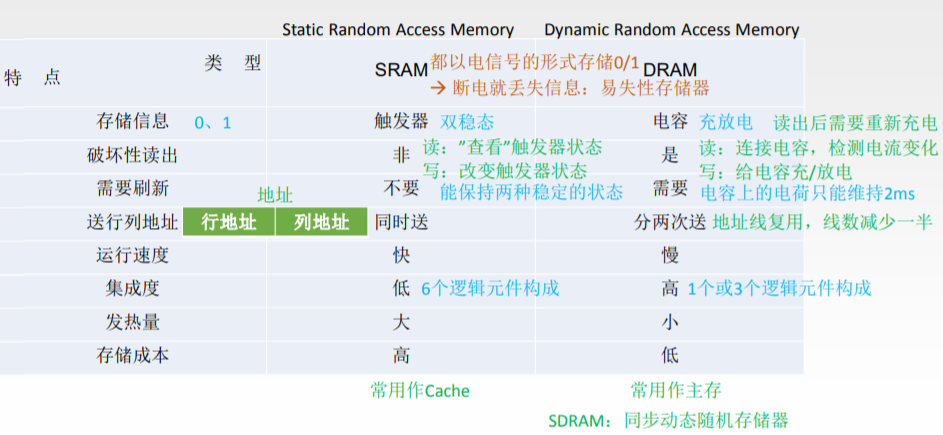 Static Random Access Memory Dynamic Random Access Memory
特 点 类 型 SRAM 都以电信号的形式存储0/1 DRAM
→ 断电就丢失信息：易失性存储器
存储信息 0、1 触发器 双稳态 电容 充放电 读出后需要重新充电
破坏性读出 非 读：”查看”触发器状态 是 读：连接电容，检测电流变化
写：改变触发器状态 写：给电容充/放电
需要刷新 不要 能保持两种稳定的状态 需要 电容上的电荷只能维持2ms
地址
送行列地址 行地址 列地址 同时送 分两次送 地址线复用，线数减少一半
运行速度 快 慢
集成度 低 6个逻辑元件构成 高 1个或3个逻辑元件构成
发热量 大 小
存储成本 高 低
常用作Cache 常用作主存
SDRAM：同步动态随机存储器